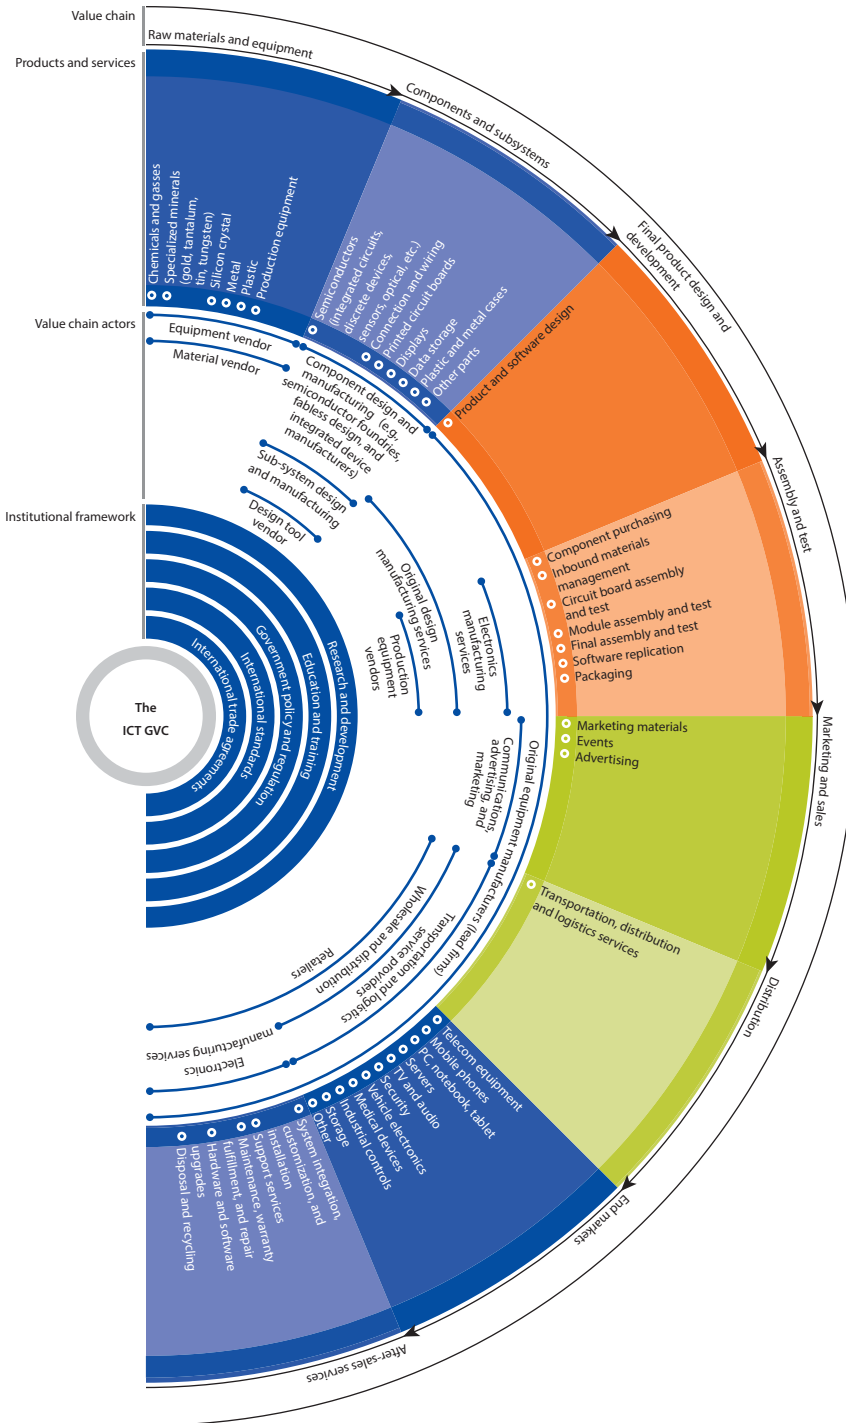 Value chain
Raw materials and equipment
Components and subsystems
Final product design and
development
Assembly and test
Marketing and sales
Distribution
End markets
After-sales services
Products and services
Chemicals and gasses
Specialized minerals
(gold, tantalum,
tin, tungsten)
Silicon crystal
Metal
Plastic
Production equipment
Semiconductors
(integrated circuits,
discrete devices,
sensors, optical, etc.)
Connection and wiring
Printed circuit boards
Displays
Data storage
Plastic and metal cases
Other parts
Product and software design
Component purchasing
Inbound materials
management
Circuit board assembly
and test
Module assembly and test
Final assembly and test
Software replication
Packaging
Marketing materials
Events
Advertising
Transportation, distribution
and logistics services
Telecom equipment
Mobile phones
PC, notebook, tablet
Servers
TV and audio
Security
Vehicle electronics
Medical devices
Industrial controls
Storage
Other
System integration,
customization, and
installation
Support services
Maintenance, warranty
fulfillment, and repair
Hardware and software
upgrades
Disposal and recycling
Value chain actors
Equipment vendor
Material vendor
Component design and
manufacturing (e.g.,
semiconductor foundries,
fabless design, and
integrated device
manufacturers)
Sub-system design
and manufacturing
Design tool
vendor
Original design
manufacturing services
Production
equipment
vendors
Electronics
manufacturing
services
Original equipment manufacturers (lead firms)
Communications,
advertising, and
marketing
Transportation and logistics
service providers
Wholesale and distribution
Retailers
Electronics
manufacturing services
Institutional framework
Research and development
Education and training
Government policy and regulation
International standards
International trade agreements
The
ICT GVC